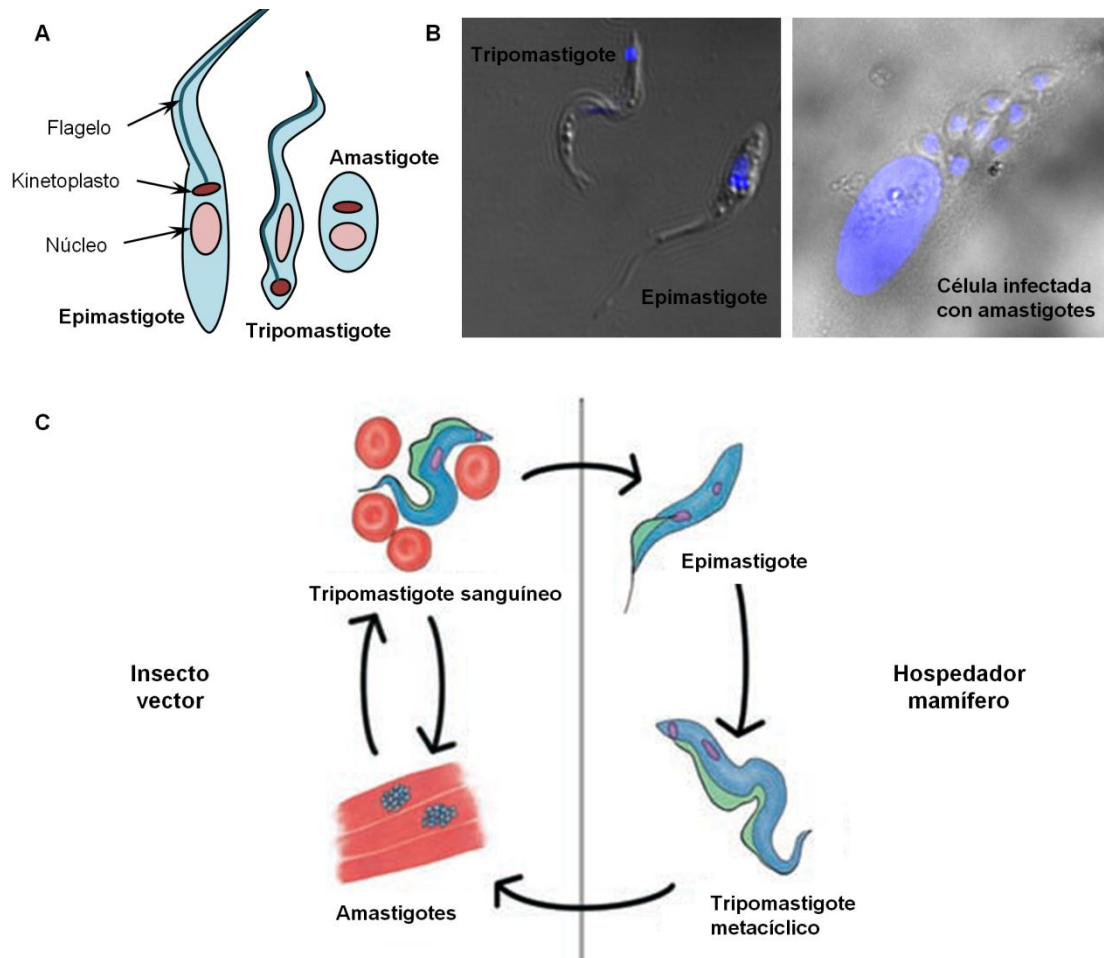 A
Flagelo
Kinetoplasto
Núcleo
Epimastigote
Tripomastigote
Amastigote
B
Tripomastigote
Epimastigote
Célula infectada
con amastigotes
C
Tripomastigote sanguíneo
Epimastigote
Insecto
vector
Hospedador
mamífero
Amastigotes
Tripomastigote
metacíclico